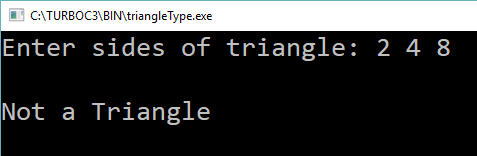 C:\TURBOC3\BIN\triangleType.exe
Enter sides of triangle: 2 4 8
Not a Triangle